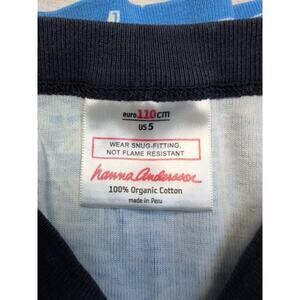 euro 110 cm
US 5
WEAR SNUG-FITTING,
NOT FLAME RESISTANT
hanna andersson
100% Organic Cotton
made in Peru